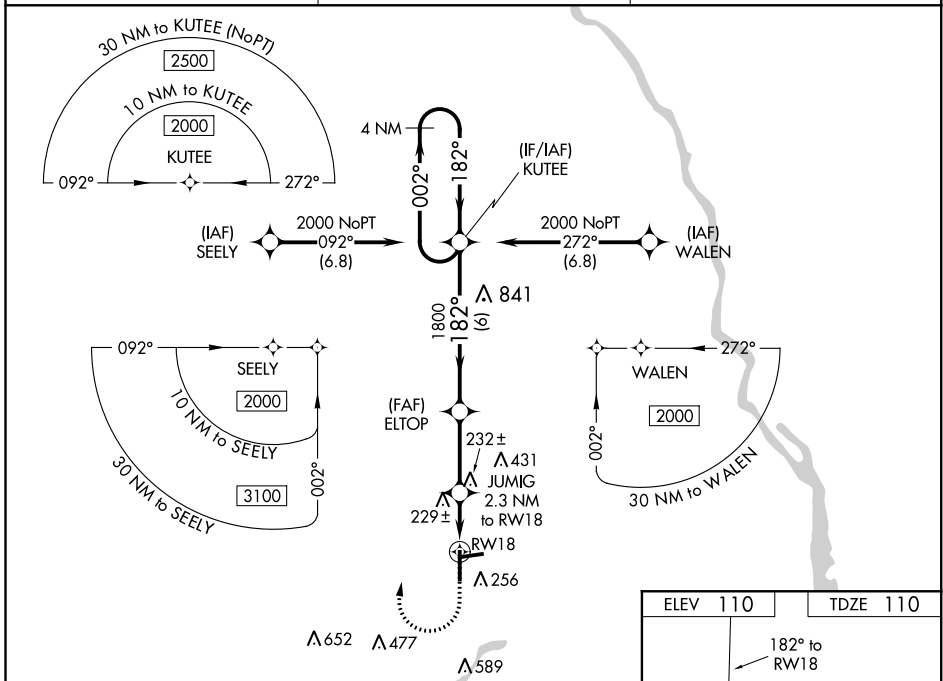 30 NM to KUTEE (NoPT)
2500
10 NM to KUTEE
2000
KUTEE
092°
272°
4 NM
002°
182°
(IF/IAF)
KUTEE
(IAF)
SEELY
2000 NoPT
092°
(6.8)
2000 NoPT
272°
(6.8)
(IAF)
WALEN
841
1800
182°
(6)
092°
SEELY
2000
10 NM to SEELY
3100
30 NM to SEELY
002°
272°
WALEN
2000
002°
30 NM to WALEN
(FAF)
ELTOP
232±
431
JUMIG
2.3 NM
to RW18
229±
RW18
256
652
477
589
ELEV 110
TDZE 110
182° to
RW18